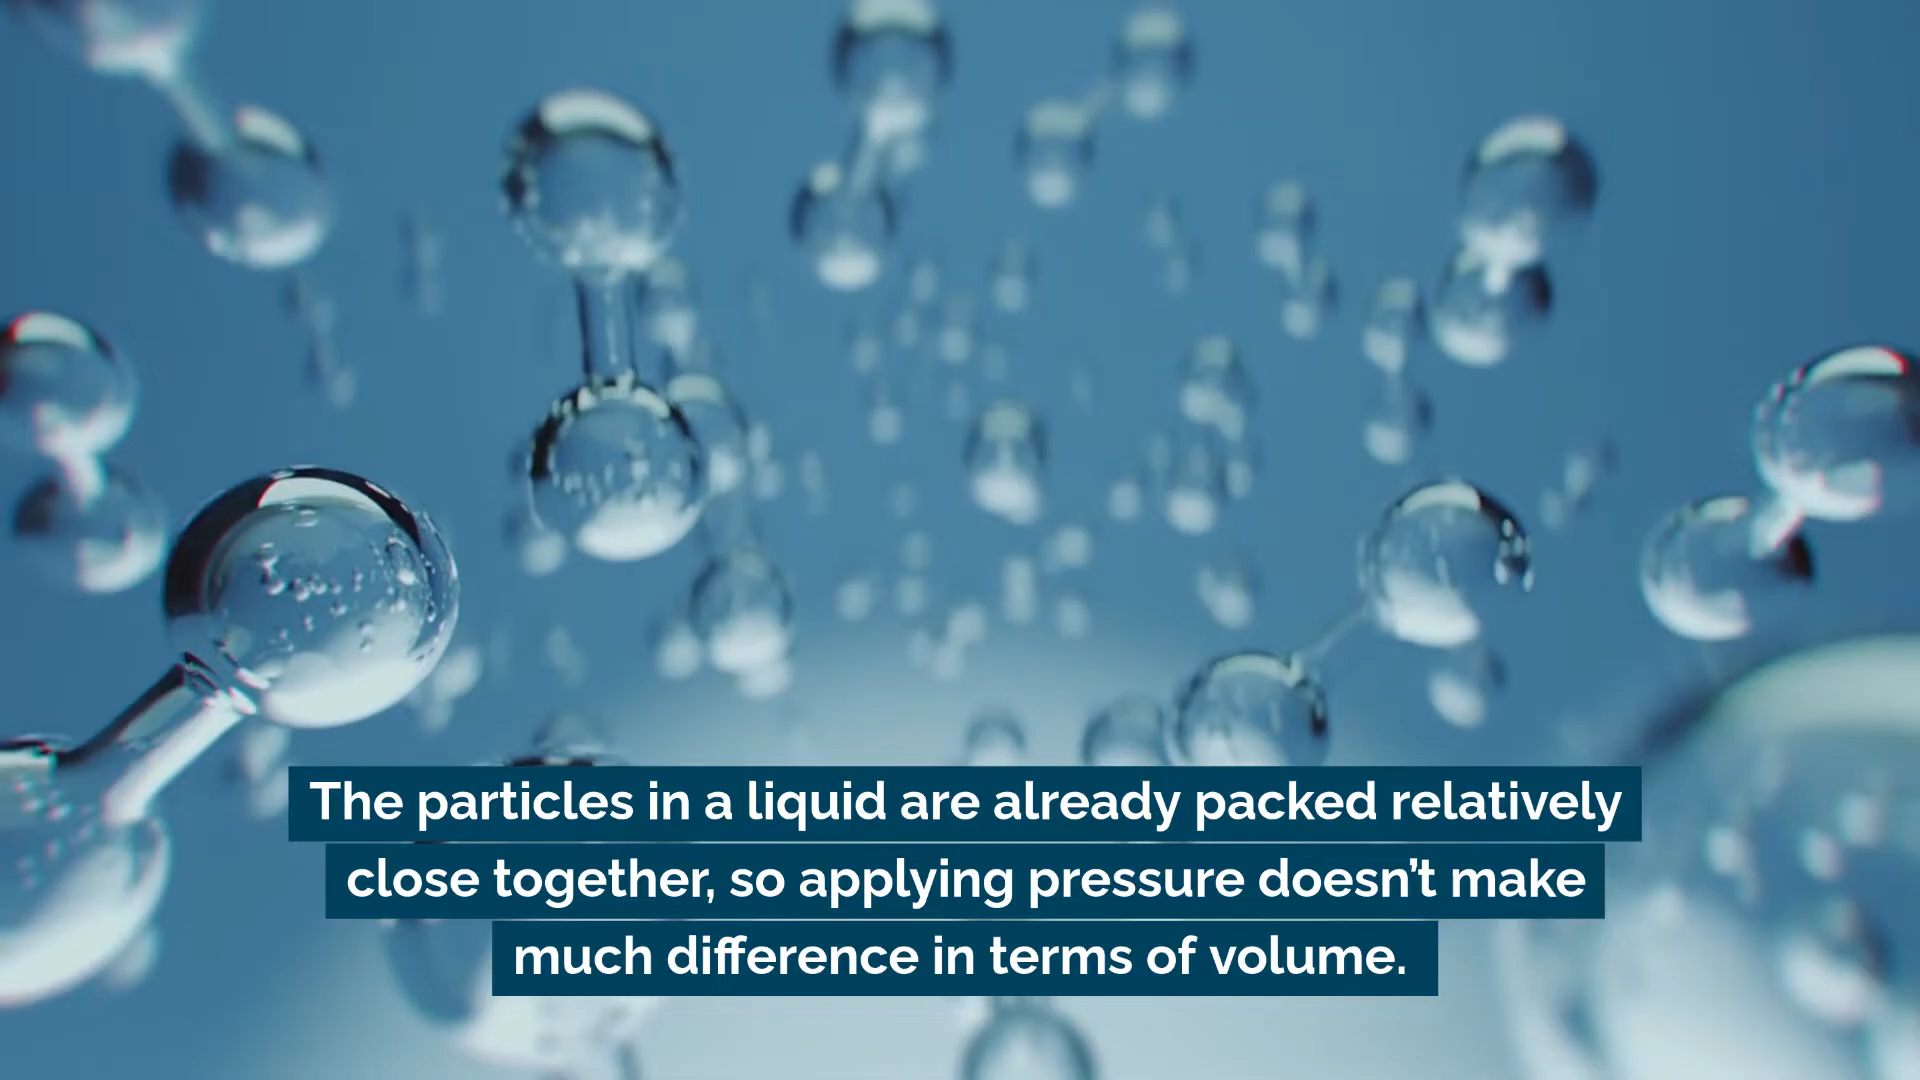 The particles in a liquid are already packed relatively
close together, so applying pressure doesn’t make
much difference in terms of volume.